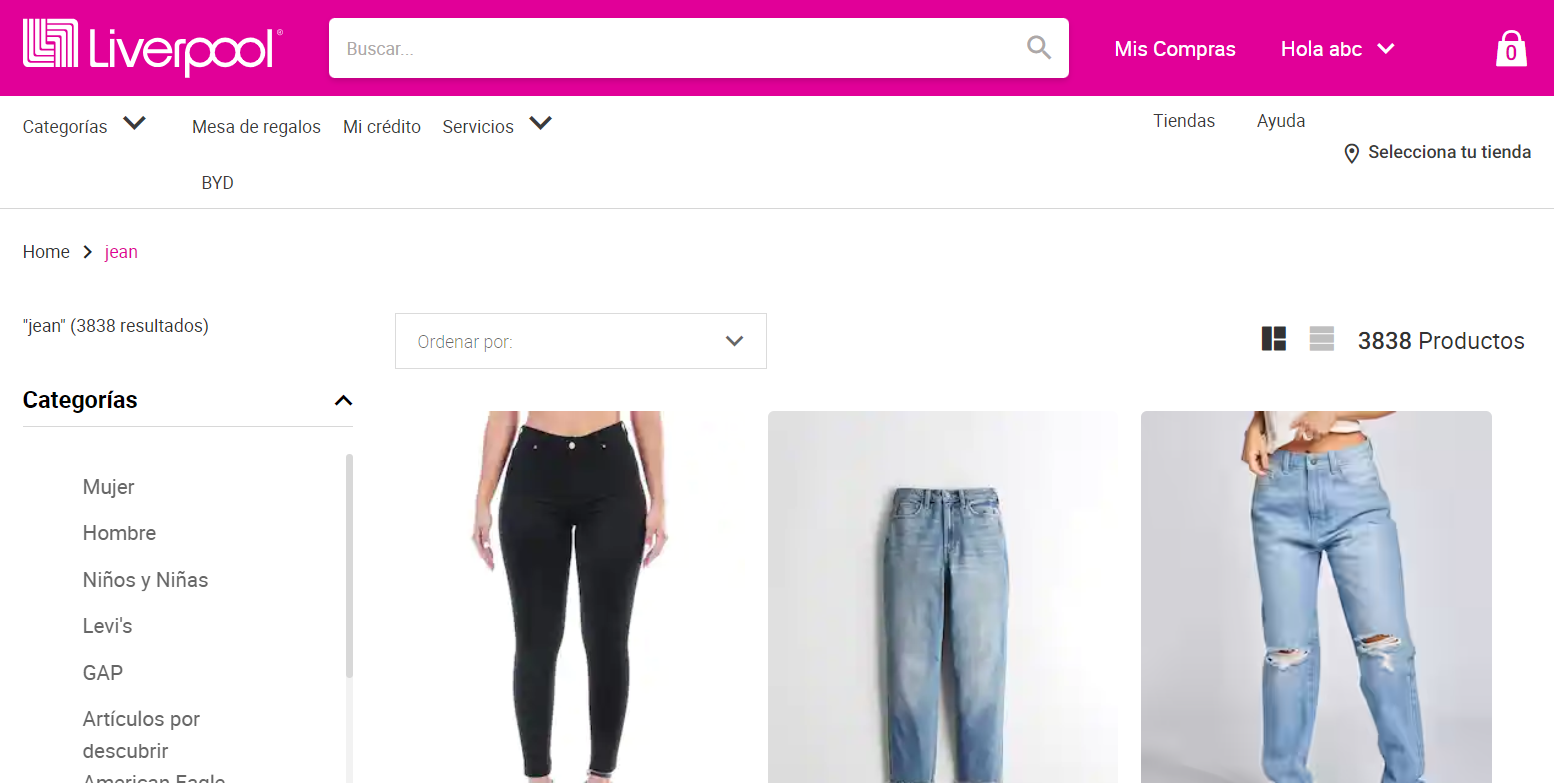 Liverpool®
Buscar...
Mis Compras
Hola abc
0
Categorías
Mesa de regalos
Mi crédito
Servicios
BYD
Tiendas
Ayuda
Selecciona tu tienda
Home
jean
"jean" (3838 resultados)
Ordenar por:
3838 Productos
Categorías
Mujer
Hombre
Niños y Niñas
Levi's
GAP
Artículos por
descubrir
American Eagle